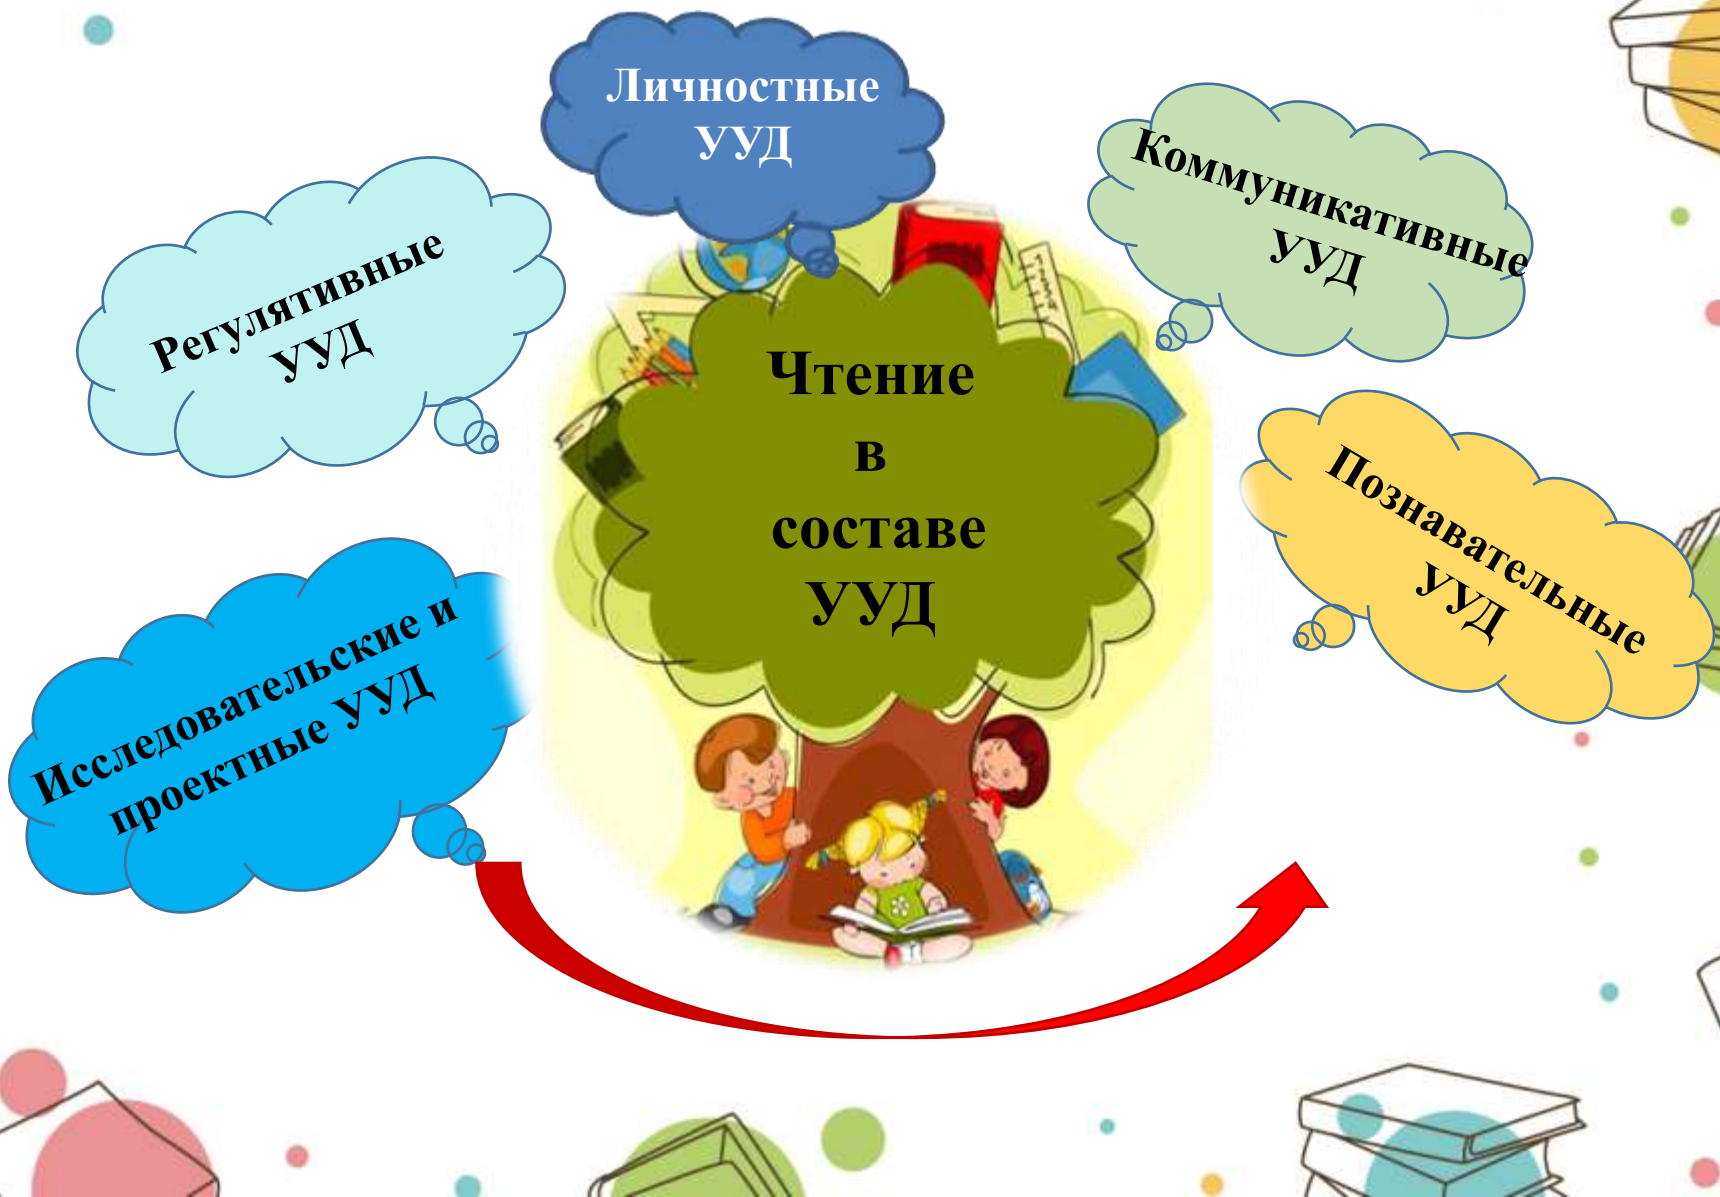 Личностные
УУД
Коммуникативные
УУД
Регулятивные
УУД
Чтение
в
составе
УУД
Познавательные
УУД
Исследовательские и
проектные УУД